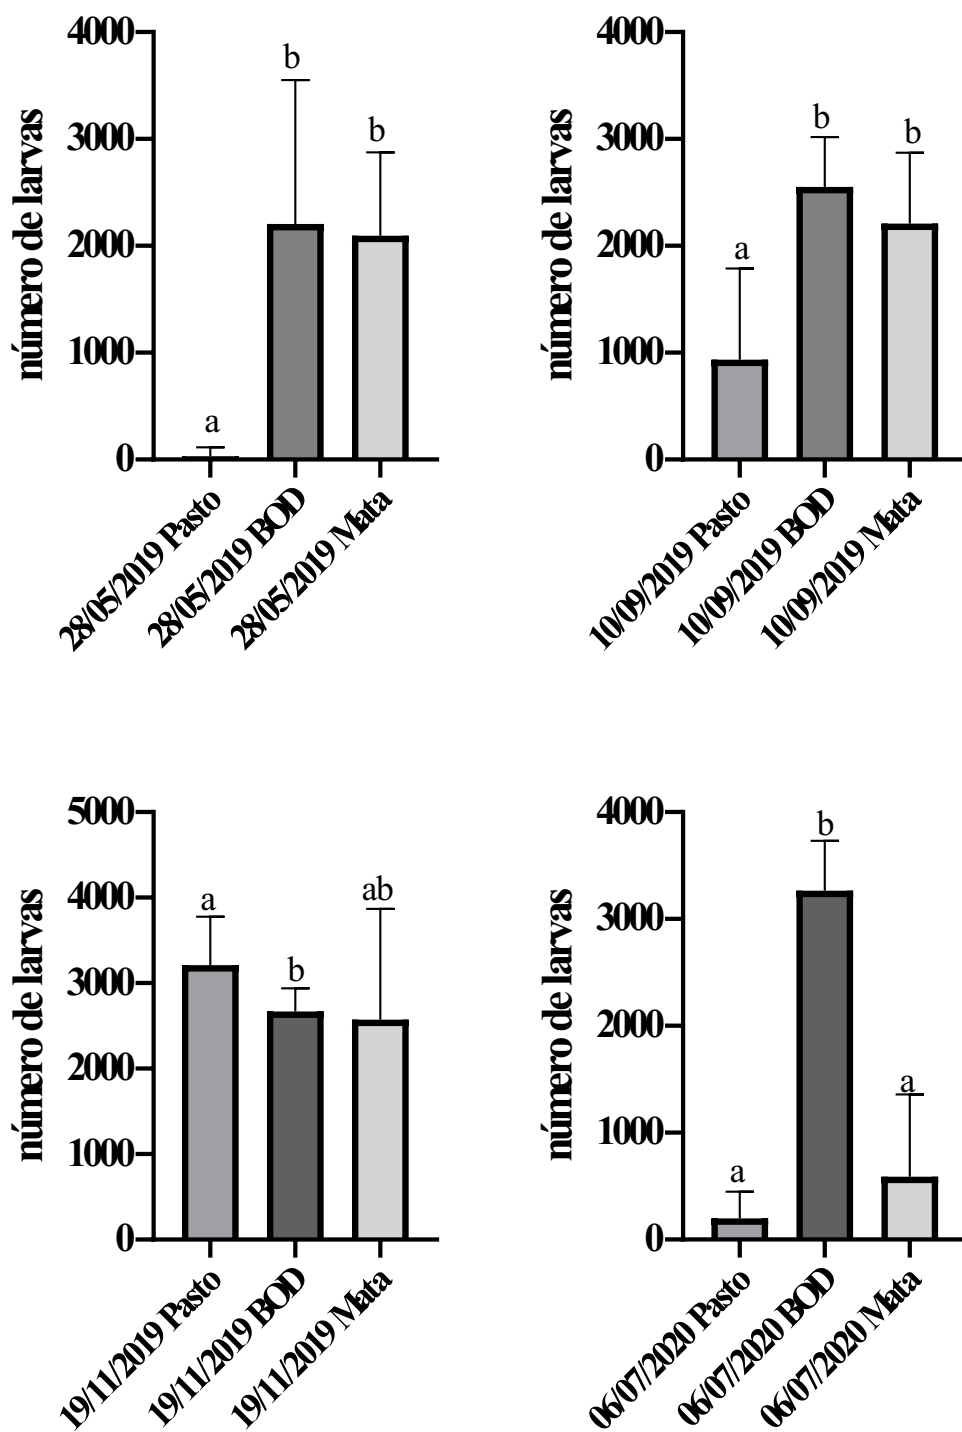 número de larvas
4000
3000
2000
1000
0
b
b
a
28/05/2019 Pasto
28/05/2019 BOD
28/05/2019 Mata
número de larvas
4000
3000
2000
1000
0
b
b
a
10/09/2019 Pasto
10/09/2019 BOD
10/09/2019 Mata
número de larvas
5000
4000
3000
2000
1000
0
a
b
ab
19/11/2019 Pasto
19/11/2019 BOD
19/11/2019 Mata
número de larvas
4000
3000
2000
1000
0
b
a
a
06/07/2020 Pasto
06/07/2020 BOD
06/07/2020 Mata